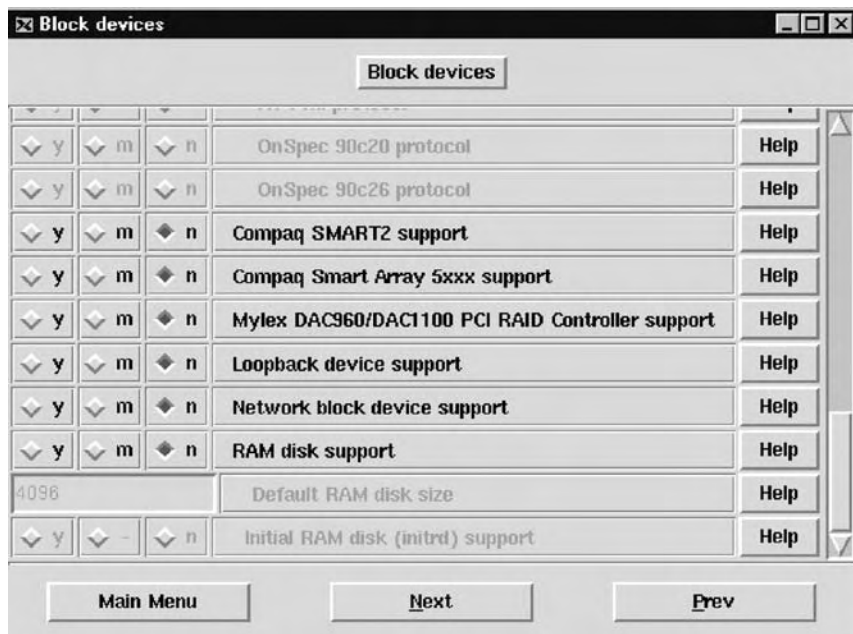 Block devices
Block devices
y m n OnSpec 90c20 protocol Help
y m n OnSpec 90c26 protocol Help
y m n Compaq SMART2 support Help
y m n Compaq Smart Array 5xxx support Help
y m n Mylex DAC960/DAC1100 PCI RAID Controller support Help
y m n Loopback device support Help
y m n Network block device support Help
y m n RAM disk support Help
4096 Default RAM disk size Help
y - n Initial RAM disk (initrd) support Help
Main Menu Next Prev